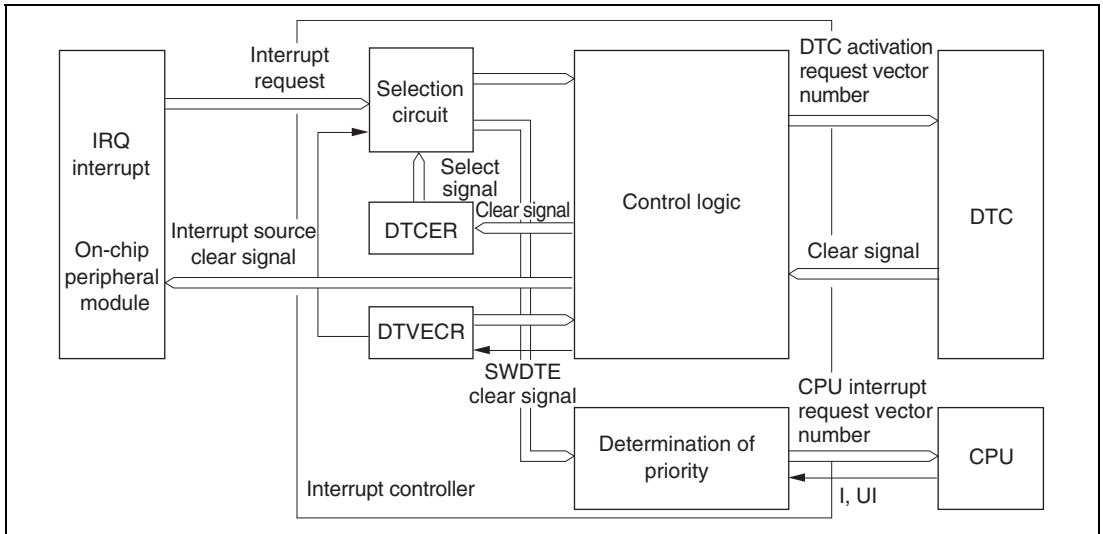 Interrupt
request
Selection
circuit
DTC activation
request vector
number
IRQ
interrupt
On-chip
peripheral
module
Select
signal
DTCER
Clear signal
Control logic
DTC
Interrupt source
clear signal
Clear signal
DTVECR
SWDTE
clear signal
CPU interrupt
request vector
number
Determination of
priority
CPU
I, UI
Interrupt controller